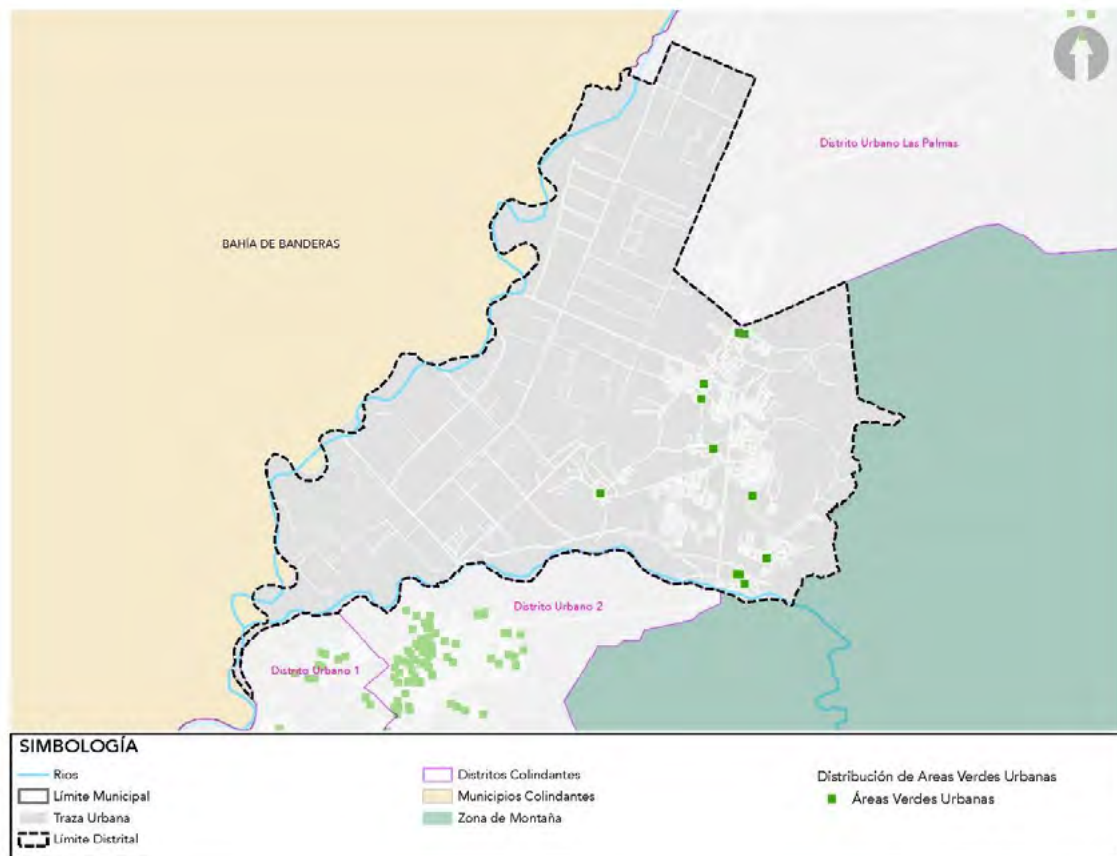 Distrito Urbano Las Palmas
BAHÍA DE BANDERAS
Distrito Urbano 2
Distrito Urbano 1
SIMBOLOGÍA
Rios
Límite Municipal
Traza Urbana
Límite Distrital
Distritos Colindantes
Municipios Colindantes
Zona de Montaña
Distribución de Areas Verdes Urbanas
Áreas Verdes Urbanas